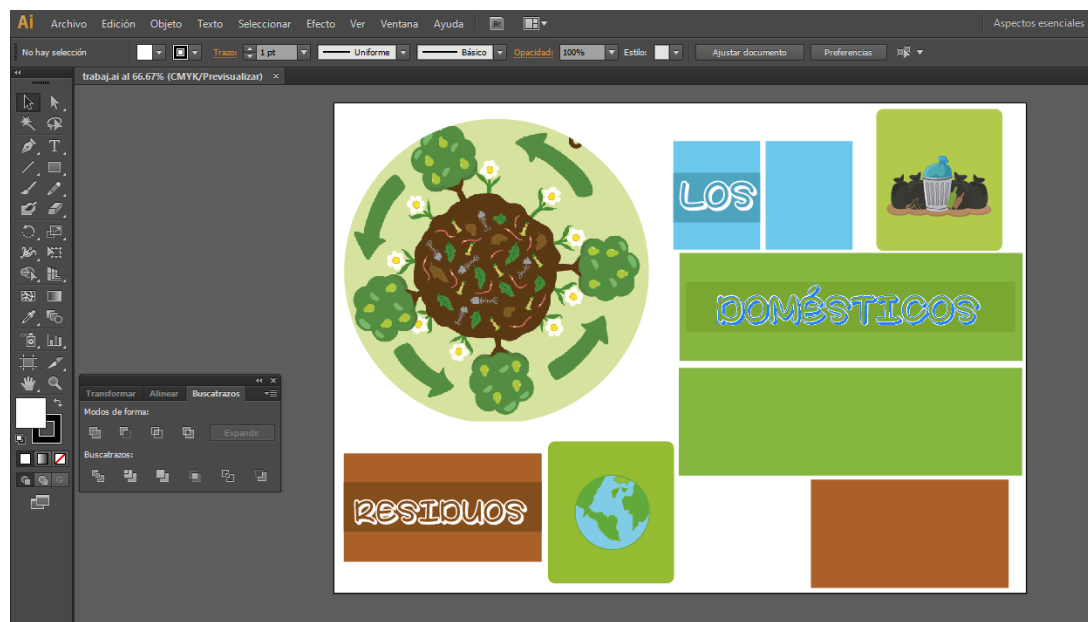 Ai Archivo Edición Objeto Texto Seleccionar Efecto Ver Ventana Ayuda Br Aspectos esenciales
No hay selección Trazo: 1 pt Uniforme Básico Opacidad: 100% Estilo: Ajustar documento Preferencias
trabaj.ai al 66.67% (CMYK/Previsualizar) ×
LOS
DOMÉSTICOS
Transformar Alinear Buscatrazos
Modos de forma:
Expandir
Buscatrazos:
RESIDUOS